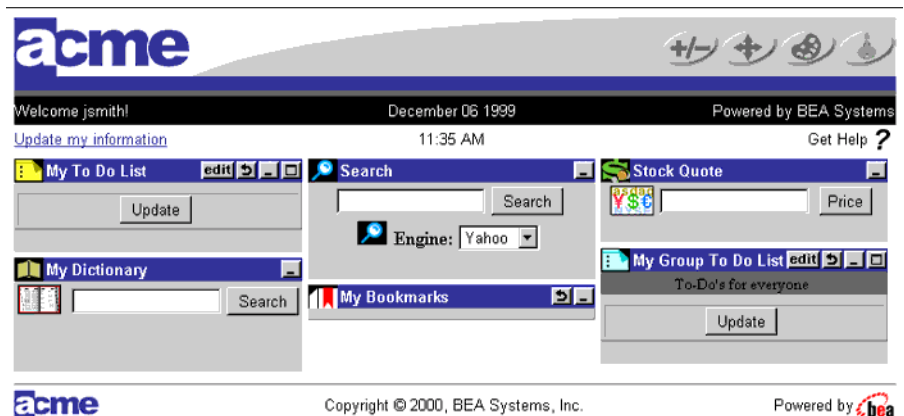 acme
+/-
Welcome jsmith! December 06 1999 Powered by BEA Systems
Update my information 11:35 AM Get Help ?
My To Do List edit
Update
Search
Search
Engine: Yahoo
Stock Quote
¥$€
Price
My Dictionary
Search
My Bookmarks
My Group To Do List edit
To-Do's for everyone
Update
acme Copyright © 2000, BEA Systems, Inc. Powered by bea